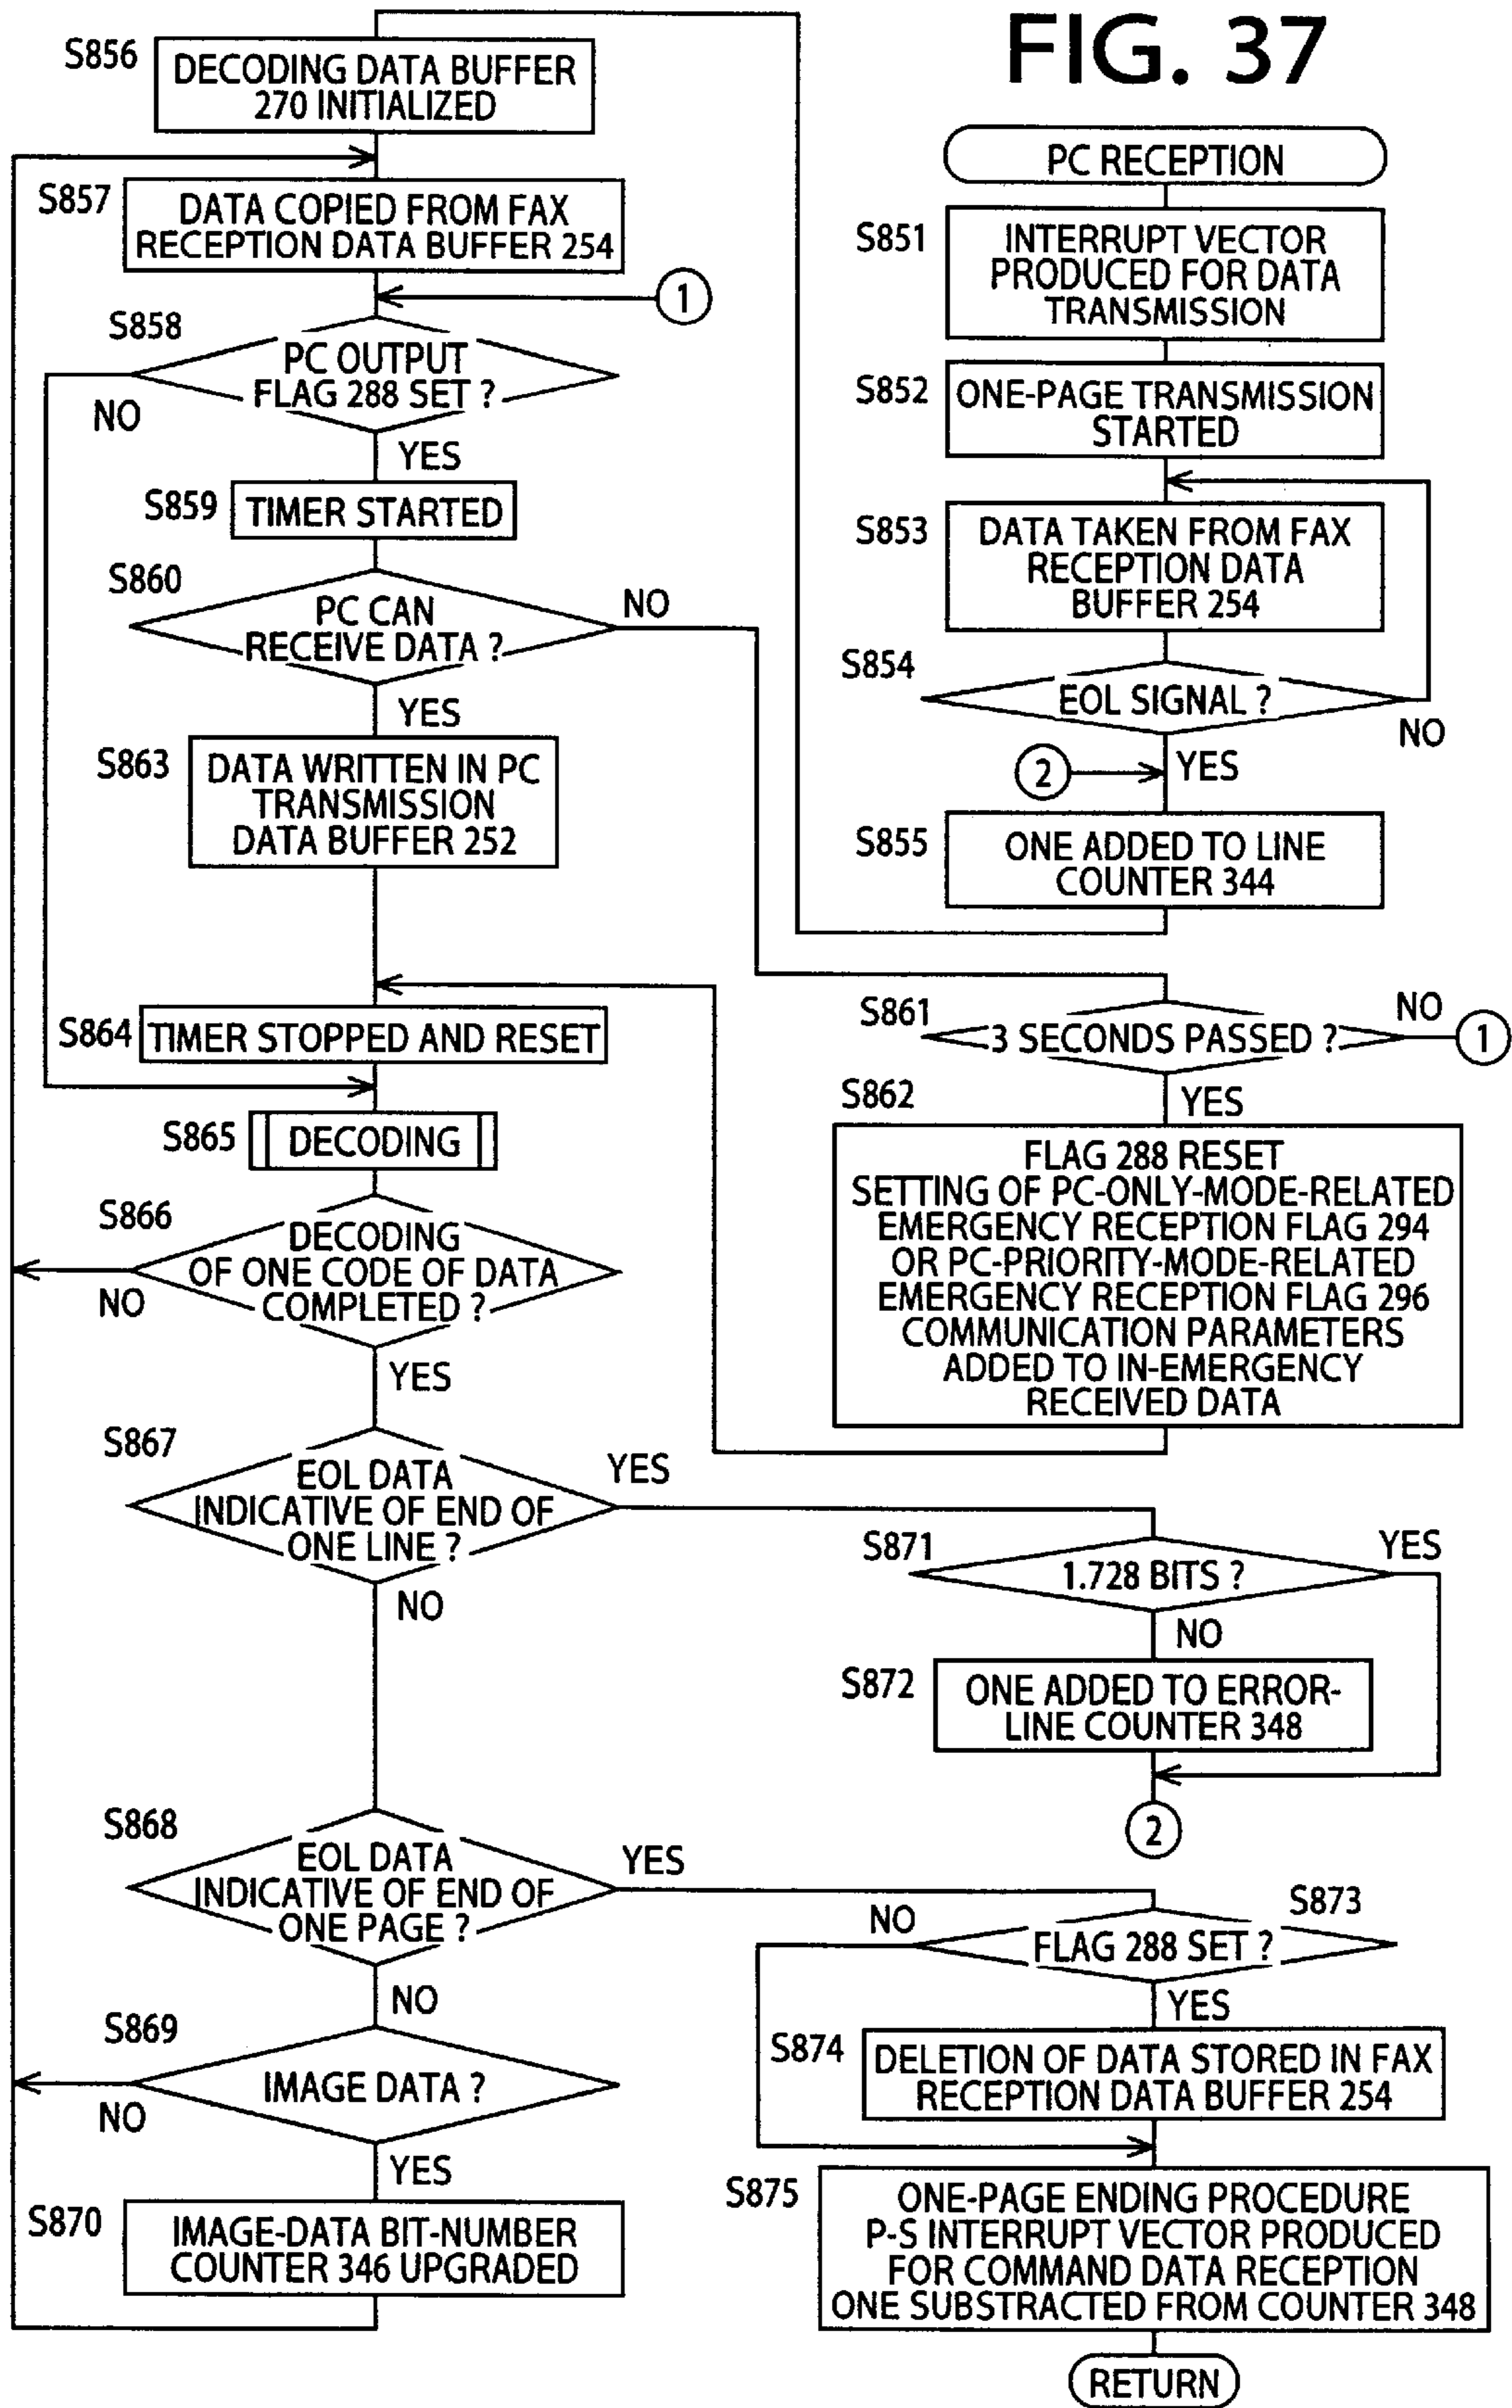 FIG. 37
PC RECEPTION
S851
INTERRUPT VECTOR
PRODUCED FOR DATA
TRANSMISSION
S852
ONE-PAGE TRANSMISSION
STARTED
S853
DATA TAKEN FROM FAX
RECEPTION DATA
BUFFER 254
S854
EOL SIGNAL ?
NO
YES
2
S855
ONE ADDED TO LINE
COUNTER 344
S856
DECODING DATA BUFFER
270 INITIALIZED
S857
DATA COPIED FROM FAX
RECEPTION DATA BUFFER 254
1
S858
PC OUTPUT
FLAG 288 SET ?
NO
YES
S859
TIMER STARTED
S860
PC CAN
RECEIVE DATA ?
NO
YES
S861
3 SECONDS PASSED ?
NO
1
YES
S862
FLAG 288 RESET
SETTING OF PC-ONLY-MODE-RELATED
EMERGENCY RECEPTION FLAG 294
OR PC-PRIORITY-MODE-RELATED
EMERGENCY RECEPTION FLAG 296
COMMUNICATION PARAMETERS
ADDED TO IN-EMERGENCY
RECEIVED DATA
S863
DATA WRITTEN IN PC
TRANSMISSION
DATA BUFFER 252
S864
TIMER STOPPED AND RESET
S865
DECODING
S866
DECODING
OF ONE CODE OF DATA
COMPLETED ?
NO
YES
S867
EOL DATA
INDICATIVE OF END OF
ONE LINE ?
YES
NO
S868
EOL DATA
INDICATIVE OF END OF
ONE PAGE ?
YES
NO
S869
IMAGE DATA ?
NO
YES
S870
IMAGE-DATA BIT-NUMBER
COUNTER 346 UPGRADED
S871
1.728 BITS ?
YES
NO
S872
ONE ADDED TO ERROR-
LINE COUNTER 348
2
S873
FLAG 288 SET ?
NO
YES
S874
DELETION OF DATA STORED IN FAX
RECEPTION DATA BUFFER 254
S875
ONE-PAGE ENDING PROCEDURE
P-S INTERRUPT VECTOR PRODUCED
FOR COMMAND DATA RECEPTION
ONE SUBSTRACTED FROM COUNTER 348
RETURN